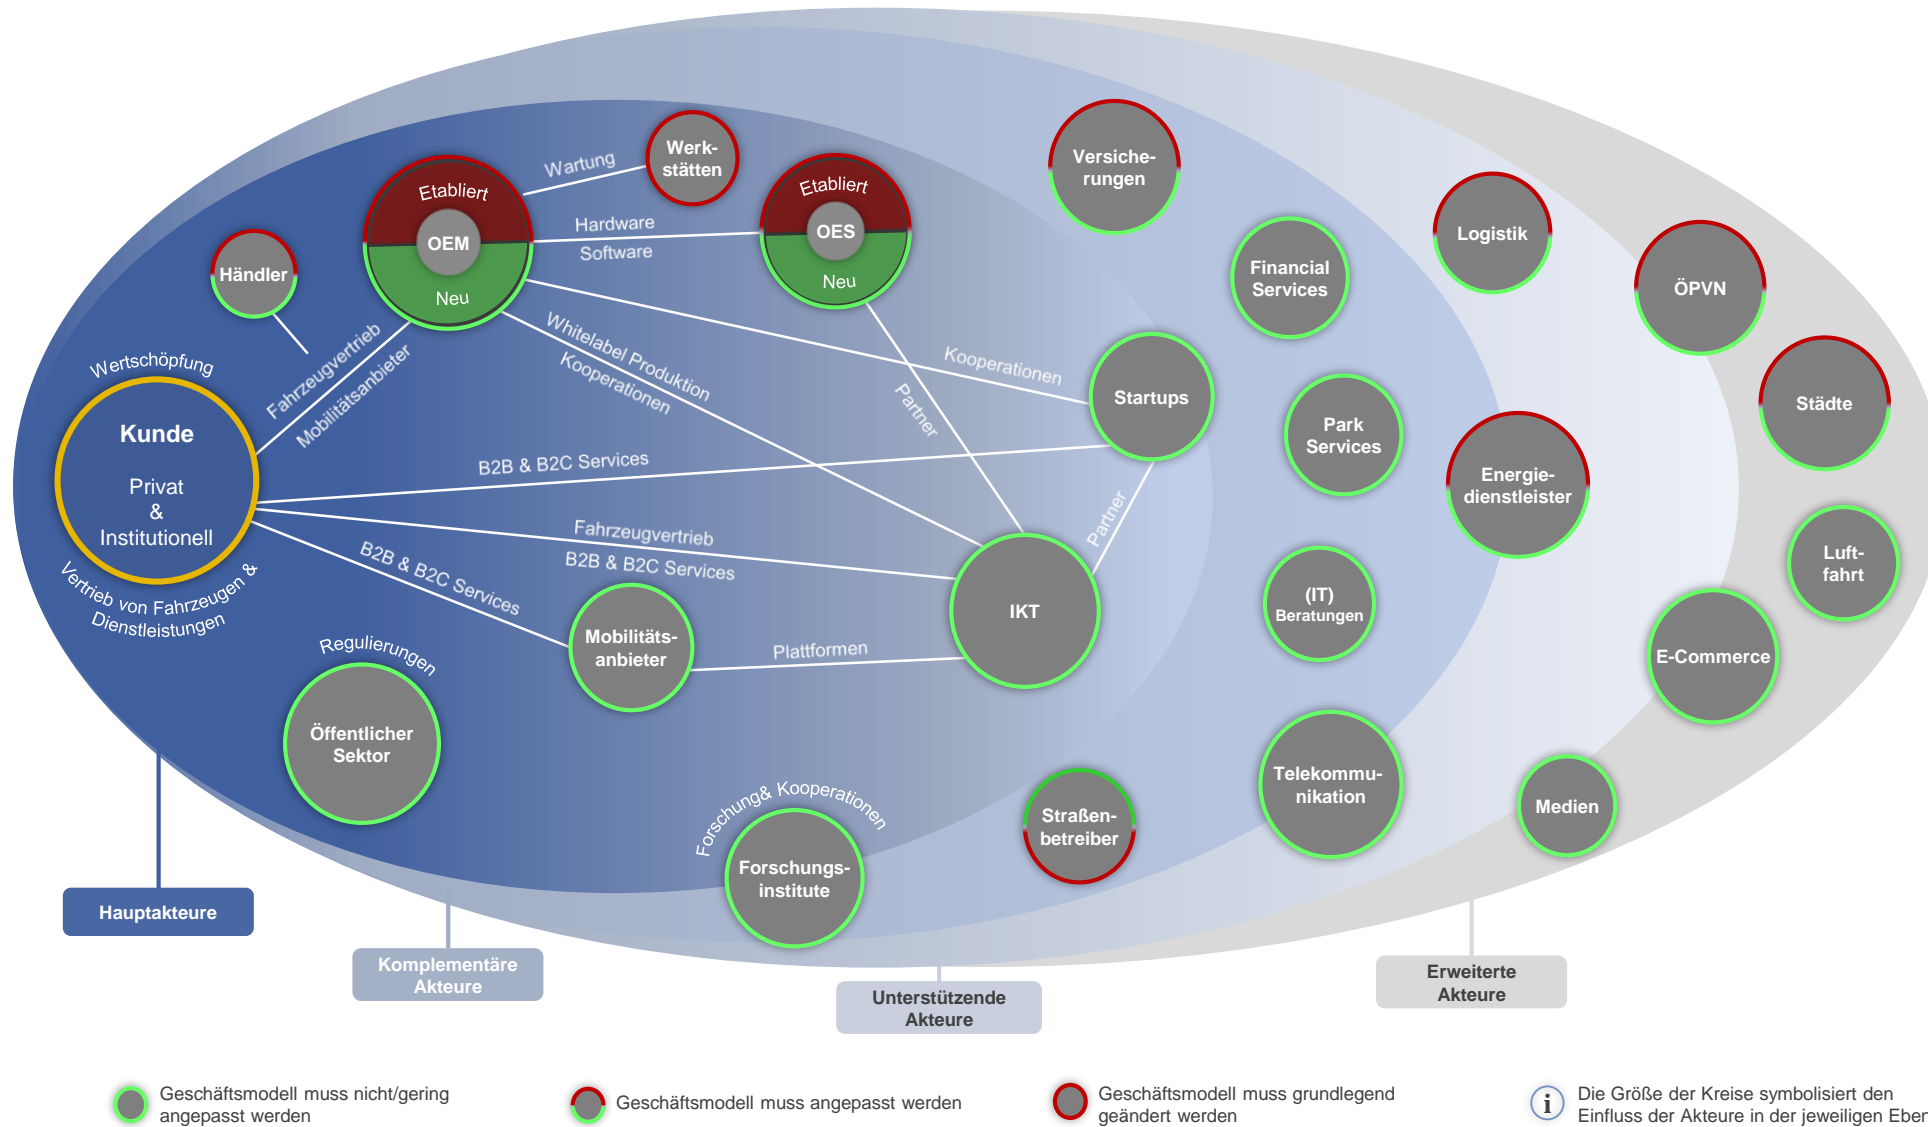 Werk-
stätten
Wartung
Etabliert
OEM
Neu
Etabliert
OES
Neu
Hardware
Software
Händler
Versiche-
rungen
Financial
Services
Logistik
ÖPVN
Wertschöpfung
Kunde
Privat
&
Institutionell
Vertrieb von Fahrzeugen &
Dienstleistungen
Fahrzeugvertrieb
Mobilitätsanbieter
Whitelabel Produktion
Kooperationen
Kooperationen
Partner
Startups
Park
Services
Städte
B2B & B2C Services
Energie-
dienstleister
Partner
Fahrzeugvertrieb
B2B & B2C Services
B2B & B2C Services
Luft-
fahrt
IKT
(IT)
Beratungen
Mobilitäts-
anbieter
Plattformen
E-Commerce
Regulierungen
Öffentlicher
Sektor
Telekommu-
nikation
Medien
Forschung& Kooperationen
Forschungs-
institute
Straßen-
betreiber
Hauptakteure
Komplementäre
Akteure
Unterstützende
Akteure
Erweiterte
Akteure
Geschäftsmodell muss nicht/gering
angepasst werden
Geschäftsmodell muss angepasst werden
Geschäftsmodell muss grundlegend
geändert werden
i
Die Größe der Kreise symbolisiert den
Einfluss der Akteure in der jeweiligen Eben